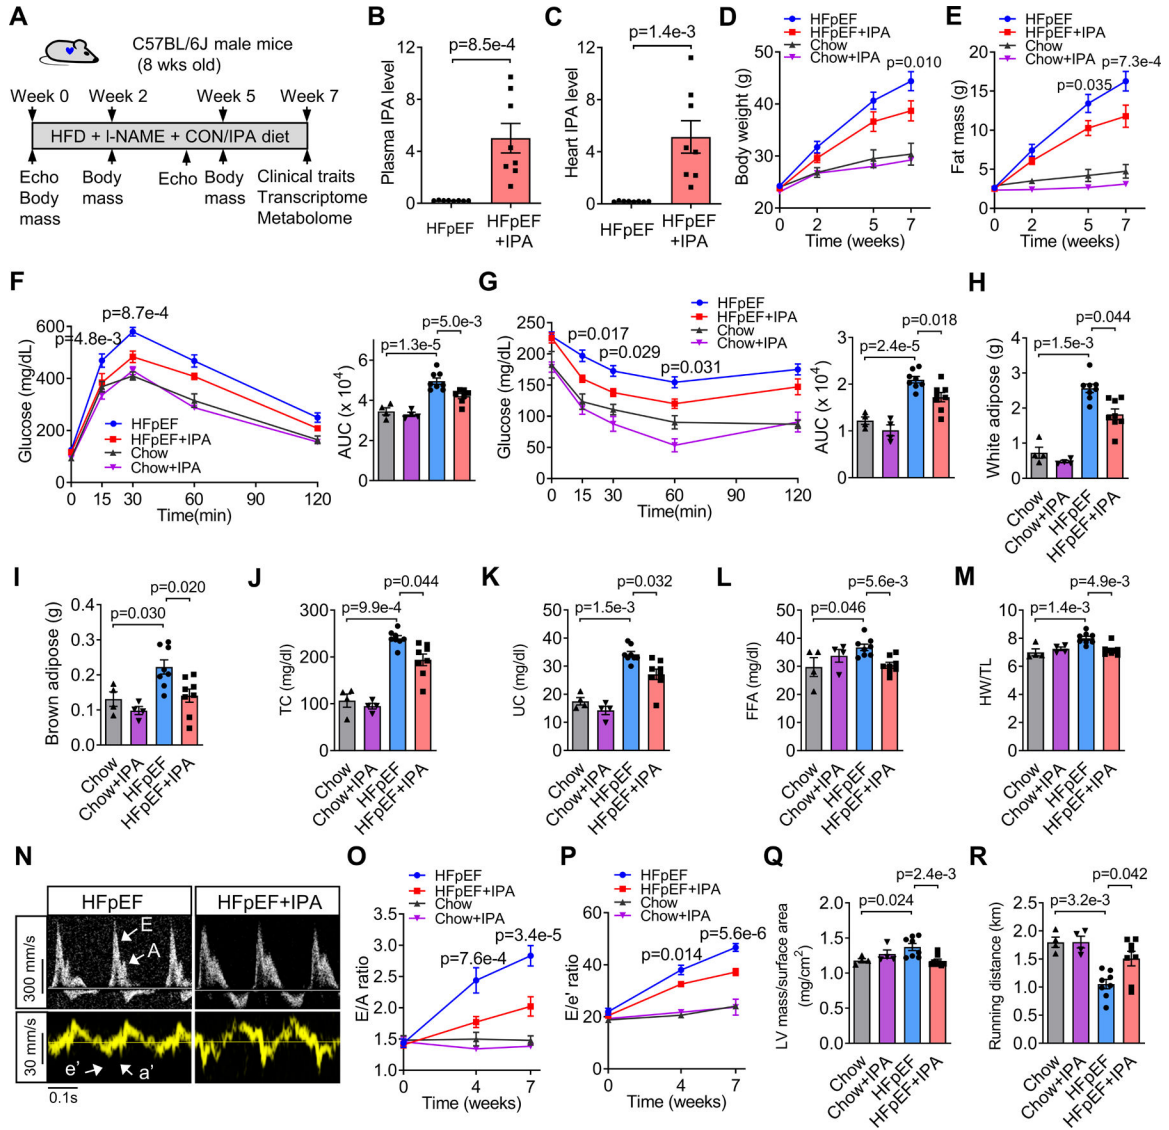 A
C57BL/6J male mice
(8 wks old)
Week 0 Week 2 Week 5 Week 7
HFD + l-NAME + CON/IPA diet
Echo Body Echo Body Clinical traits
Body mass mass Transcriptome
mass Metabolome
B
p=8.5e-4
Plasma IPA level
12
9
6
3
0
HFpEF HFpEF
+IPA
C
p=1.4e-3
Heart IPA level
12
9
6
3
0
HFpEF HFpEF
+IPA
D
HFpEF
HFpEF+IPA
Chow
Chow+IPA
p=0.010
Body weight (g)
50
40
30
20
0 2 5 7
Time (weeks)
E
HFpEF
HFpEF+IPA
Chow
Chow+IPA
p=7.3e-4
p=0.035
Fat mass (g)
20
15
10
5
0
0 2 5 7
Time (weeks)
F
p=8.7e-4
p=4.8e-3
Glucose (mg/dL)
600
400
200
0
HFpEF
HFpEF+IPA
Chow
Chow+IPA
0 15 30 60 90 120
Time(min)
p=5.0e-3
p=1.3e-5
AUC (x 10⁴)
8
6
4
2
0
G
HFpEF
HFpEF+IPA
Chow
Chow+IPA
p=0.017
p=0.029
p=0.031
Glucose (mg/dL)
250
200
150
100
50
0
0 15 30 60 90 120
Time(min)
p=0.018
p=2.4e-5
AUC (x 10⁴)
3
2
1
0
H
p=0.044
p=1.5e-3
White adipose (g)
4
3
2
1
0
Chow Chow+IPA HFpEF HFpEF+IPA
I
p=0.020
p=0.030
Brown adipose (g)
0.4
0.3
0.2
0.1
0.0
Chow Chow+IPA HFpEF HFpEF+IPA
J
p=0.044
p=9.9e-4
TC (mg/dl)
300
200
100
0
Chow Chow+IPA HFpEF HFpEF+IPA
K
p=0.032
p=1.5e-3
UC (mg/dl)
50
40
30
20
10
0
Chow Chow+IPA HFpEF HFpEF+IPA
L
p=5.6e-3
p=0.046
FFA (mg/dl)
50
40
30
20
10
0
Chow Chow+IPA HFpEF HFpEF+IPA
M
p=4.9e-3
p=1.4e-3
HW/TL
10
8
6
4
2
0
Chow Chow+IPA HFpEF HFpEF+IPA
N
HFpEF HFpEF+IPA
300 mm/s
E
A
30 mm/s
e' a'
0.1s
O
HFpEF
HFpEF+IPA
Chow
Chow+IPA
p=3.4e-5
p=7.6e-4
E/A ratio
3.5
3.0
2.5
2.0
1.5
1.0
0 4 7
Time (weeks)
P
HFpEF
HFpEF+IPA
Chow
Chow+IPA
p=5.6e-6
p=0.014
E/e' ratio
60
40
20
0
0 4 7
Time (weeks)
Q
p=2.4e-3
p=0.024
LV mass/surface area
(mg/cm²)
2.0
1.5
1.0
0.5
0.0
Chow Chow+IPA HFpEF HFpEF+IPA
R
p=0.042
p=3.2e-3
Running distance (km)
2.5
2.0
1.5
1.0
0.5
0.0
Chow Chow+IPA HFpEF HFpEF+IPA